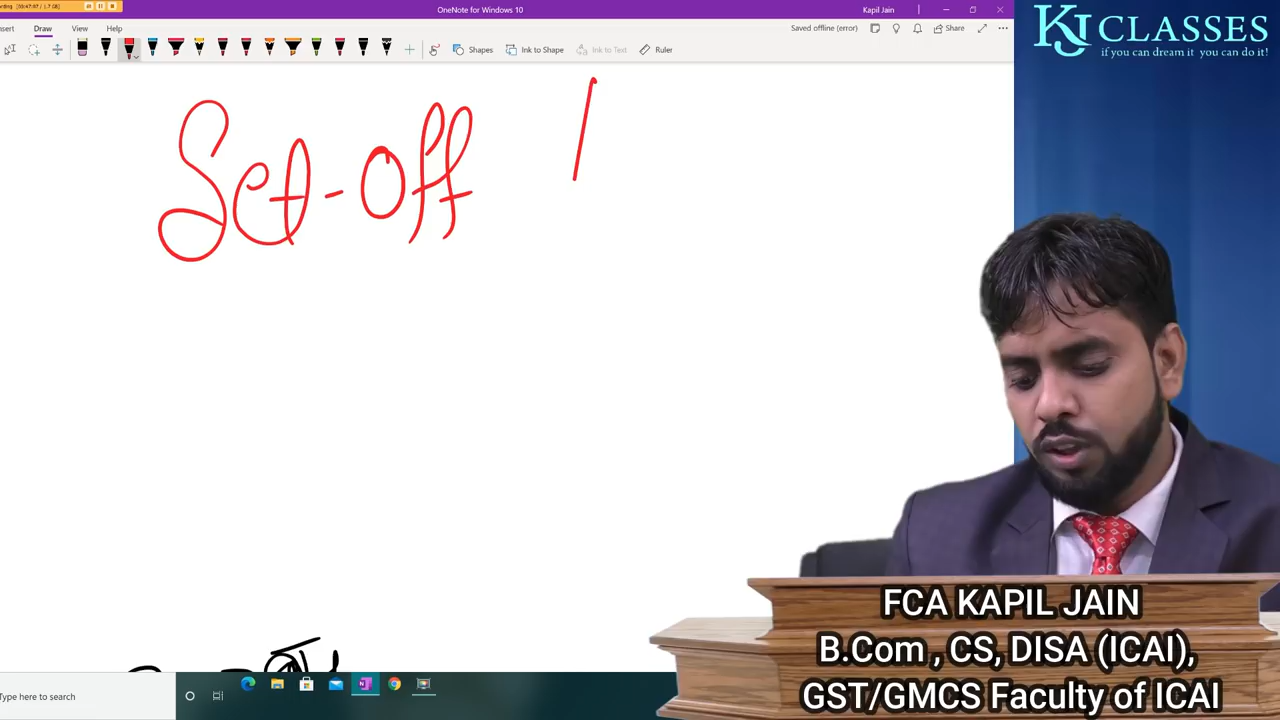 OneNote for Windows 10
Kapil Jain
Draw
View
Help
Saved offline (error)
Share
Shapes
Ink to Shape
Ink to Text
Ruler
KJ CLASSES
if you can dream it you can do it!
Set-Off /
FCA KAPIL JAIN
B.Com , CS, DISA (ICAI),
GST/GMCS Faculty of ICAI
Type here to search